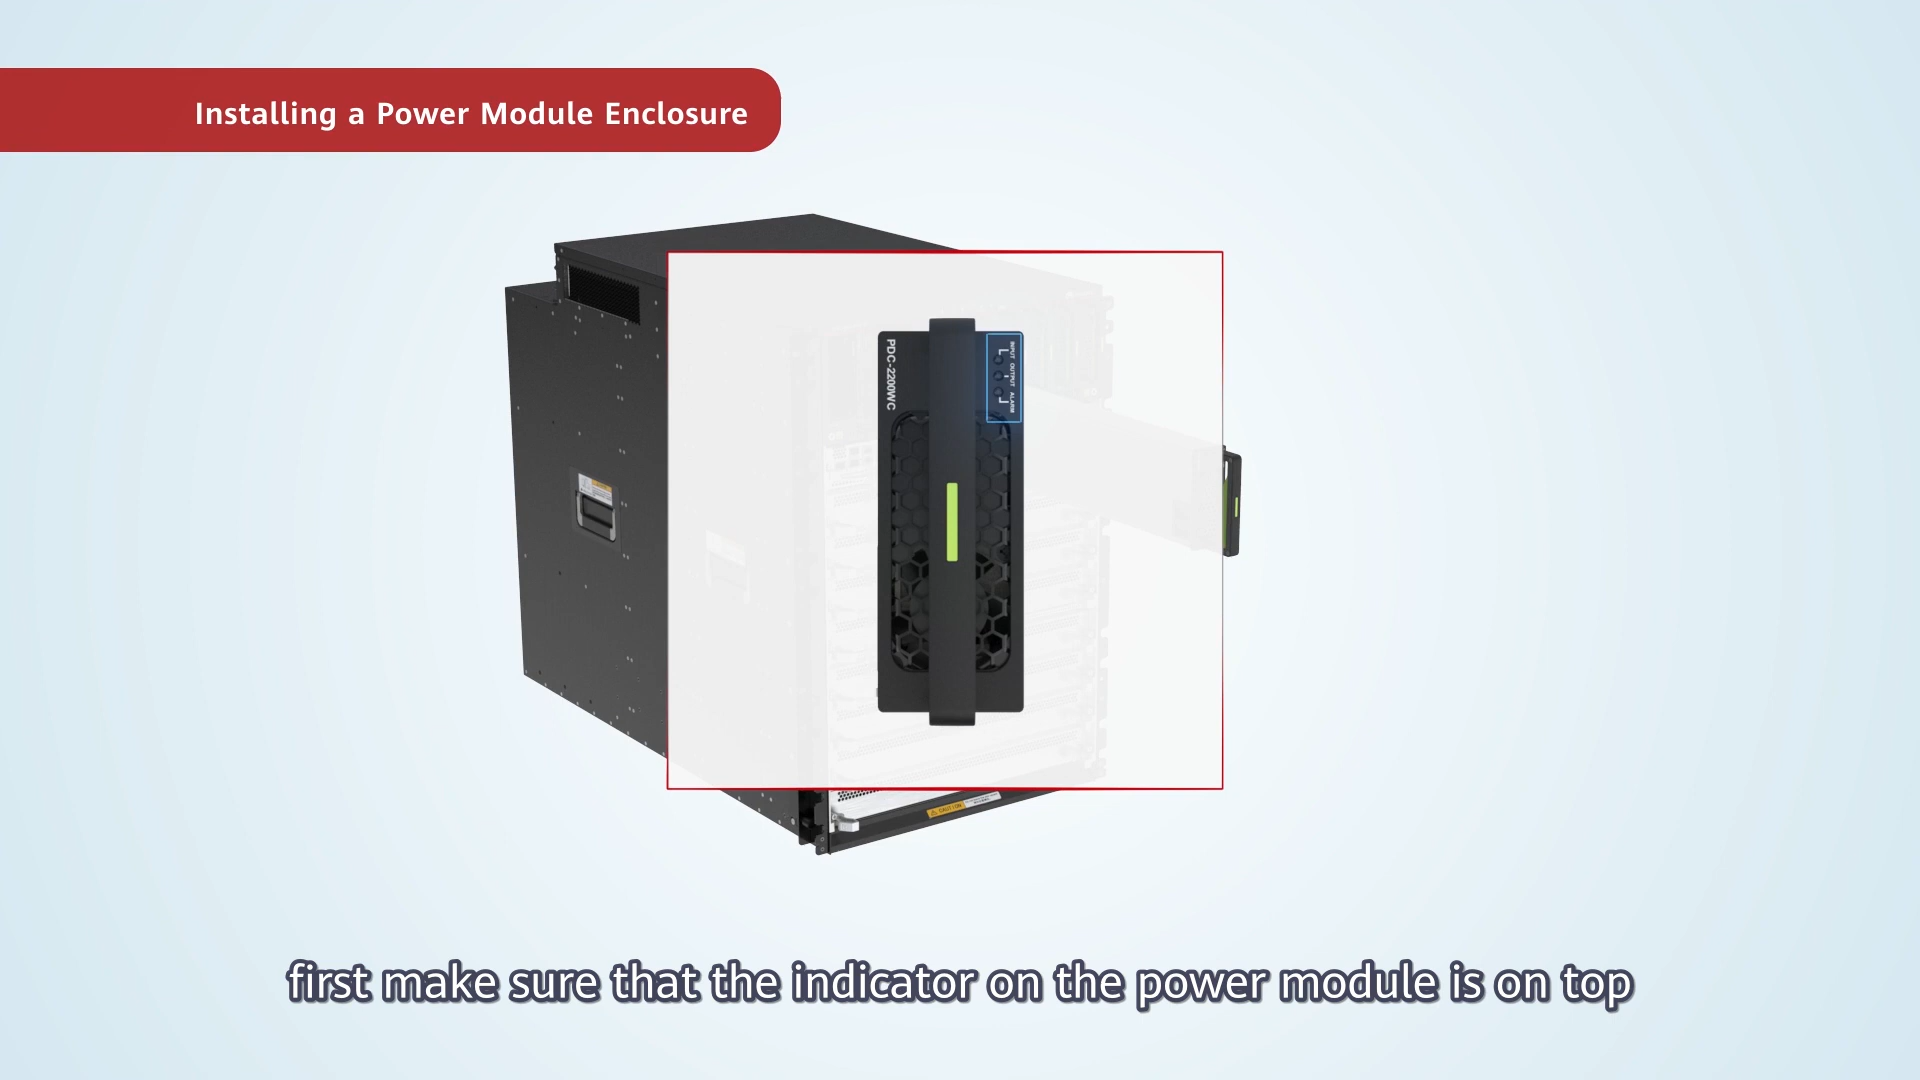 Installing a Power Module Enclosure
PDC-2200WC
INPUT OUTPUT ALARM
CAUTION
first make sure that the indicator on the power module is on top